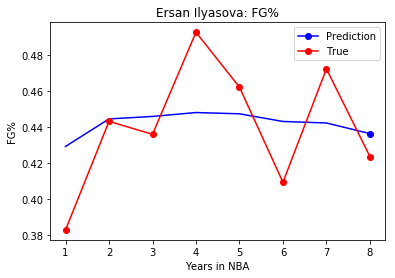 Ersan Ilyasova: FG%
Prediction
True
0.48
0.46
0.44
0.42
0.40
0.38
FG%
1 2 3 4 5 6 7 8
Years in NBA